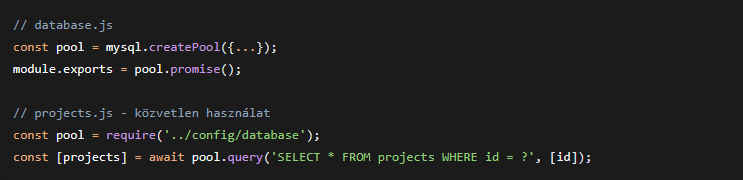 // database.js
const pool = mysql.createPool({...});
module.exports = pool.promise();
// projects.js - közvetlen használat
const pool = require('../config/database');
const [projects] = await pool.query('SELECT * FROM projects WHERE id = ?', [id]);